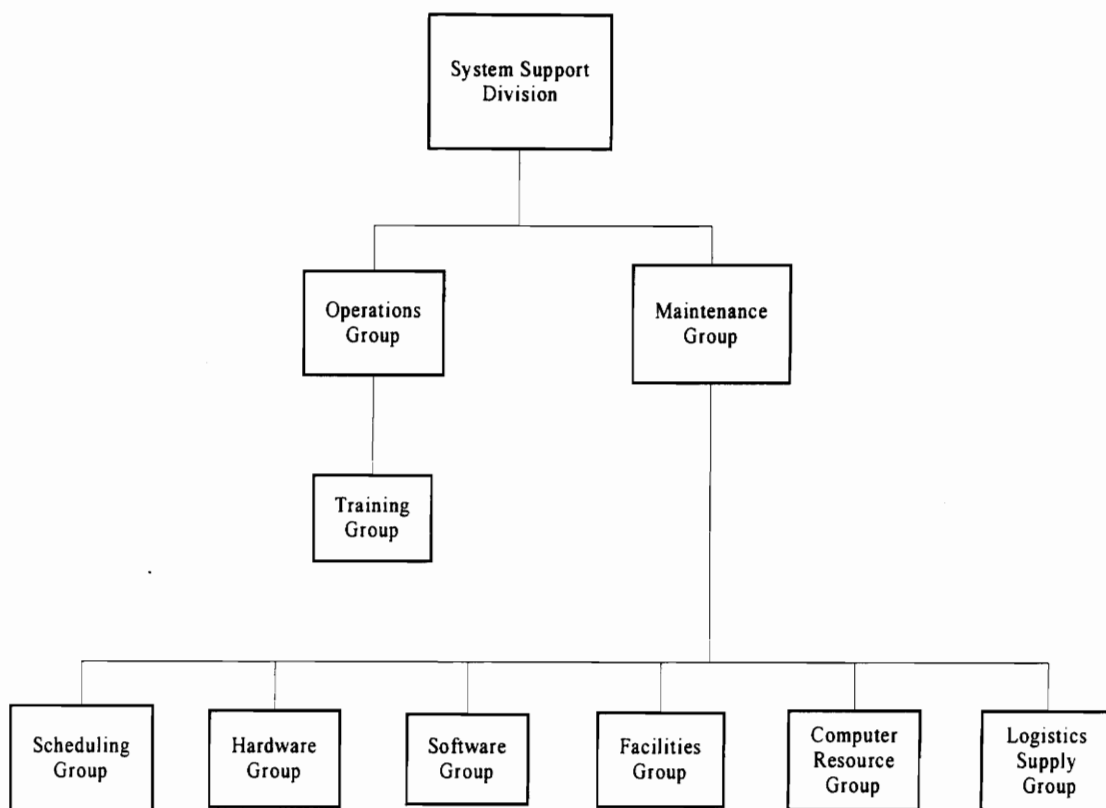 System Support
Division
Operations
Group
Maintenance
Group
Training
Group
Scheduling
Group
Hardware
Group
Software
Group
Facilities
Group
Computer
Resource
Group
Logistics
Supply
Group